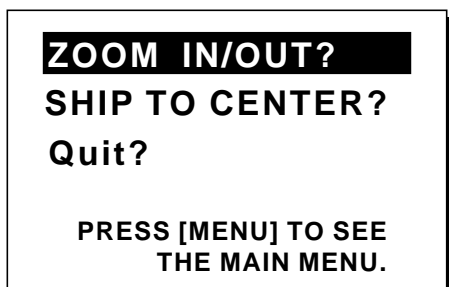 ZOOM IN/OUT?
SHIP TO CENTER?
Quit?
PRESS [MENU] TO SEE
THE MAIN MENU.